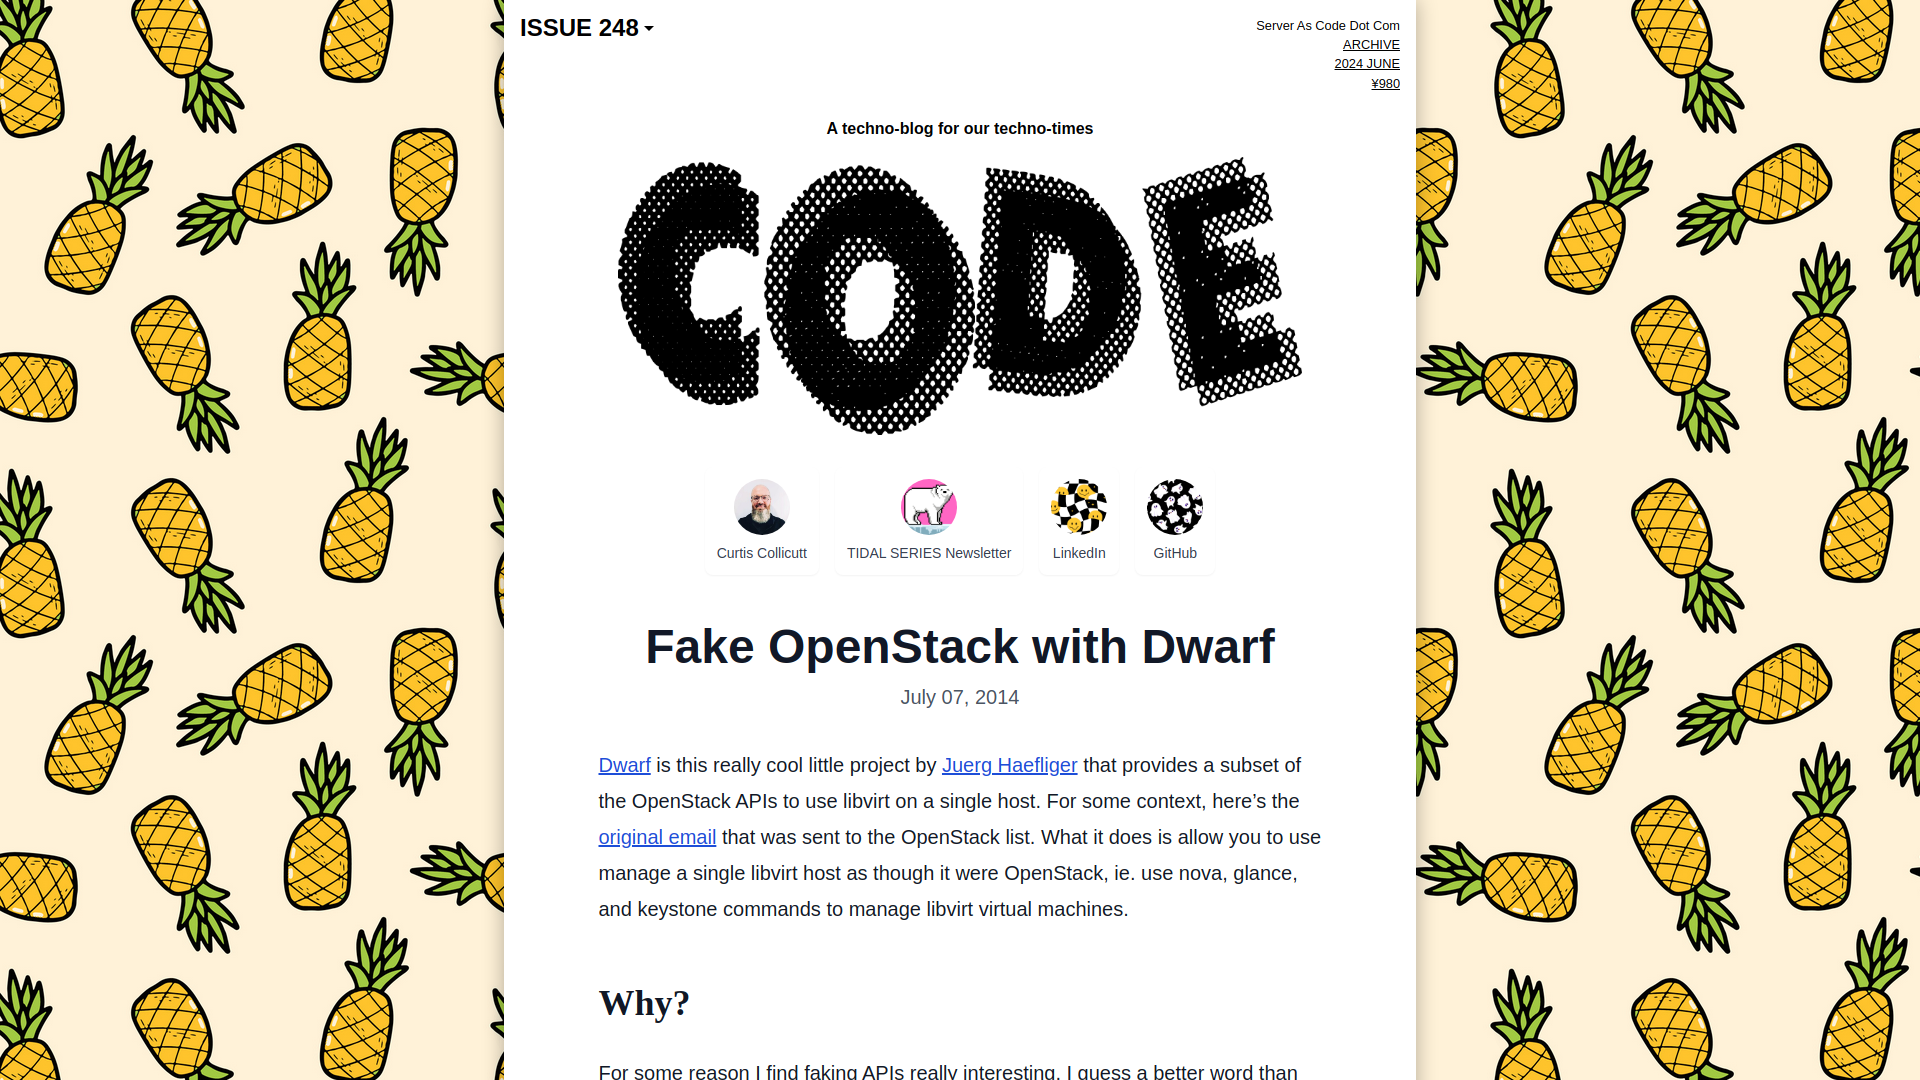 ISSUE 248
Server As Code Dot Com
ARCHIVE
2024 JUNE
¥980
A techno-blog for our techno-times
CODE
Curtis Collicutt
TIDAL SERIES Newsletter
LinkedIn
GitHub
Fake OpenStack with Dwarf
July 07, 2014
Dwarf is this really cool little project by Juerg Haefliger that provides a subset of
the OpenStack APIs to use libvirt on a single host. For some context, here’s the
original email that was sent to the OpenStack list. What it does is allow you to use
manage a single libvirt host as though it were OpenStack, ie. use nova, glance,
and keystone commands to manage libvirt virtual machines.
Why?
For some reason I find faking APIs really interesting. I guess a better word than